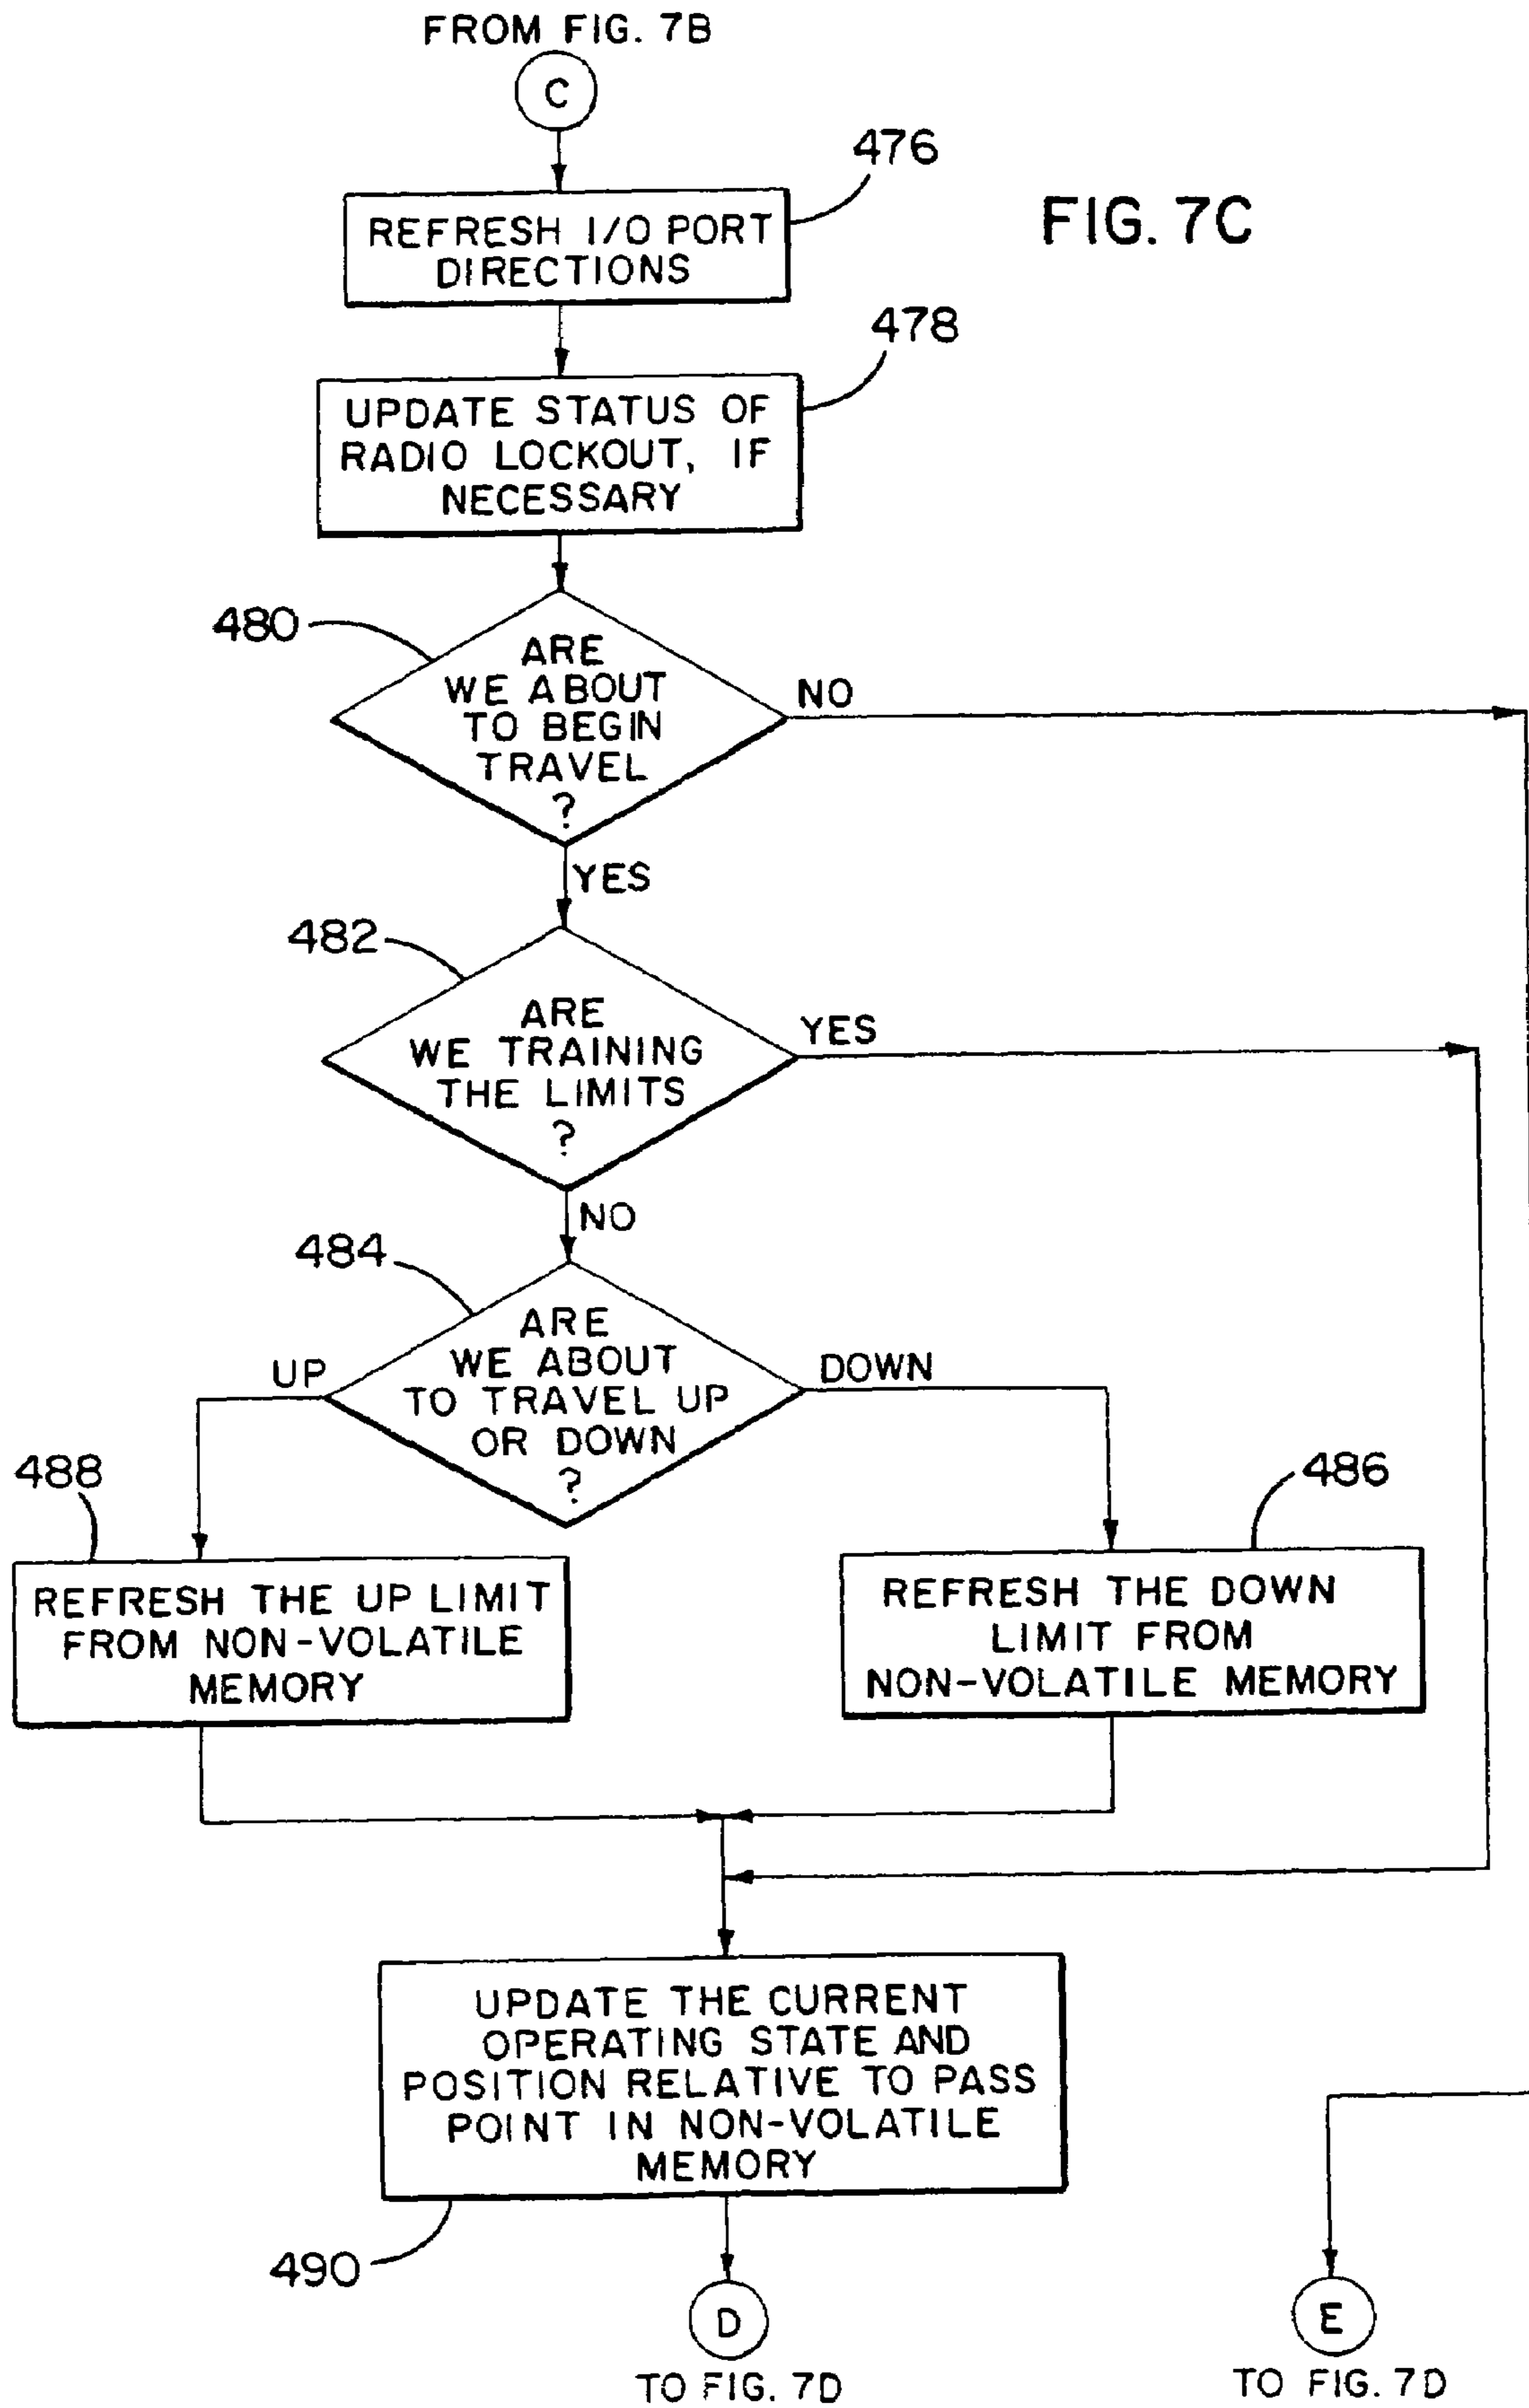 FROM FIG. 7B
C
476
REFRESH I/O PORT
DIRECTIONS
FIG. 7C
478
UPDATE STATUS OF
RADIO LOCKOUT, IF
NECESSARY
480
ARE
WE ABOUT
TO BEGIN
TRAVEL
?
NO
YES
482
ARE
WE TRAINING
THE LIMITS
?
YES
NO
484
ARE
WE ABOUT
TO TRAVEL UP
OR DOWN
?
UP
DOWN
488
486
REFRESH THE UP LIMIT
FROM NON-VOLATILE
MEMORY
REFRESH THE DOWN
LIMIT FROM
NON-VOLATILE MEMORY
UPDATE THE CURRENT
OPERATING STATE AND
POSITION RELATIVE TO PASS
POINT IN NON-VOLATILE
MEMORY
490
D
TO FIG. 7D
E
TO FIG. 7D